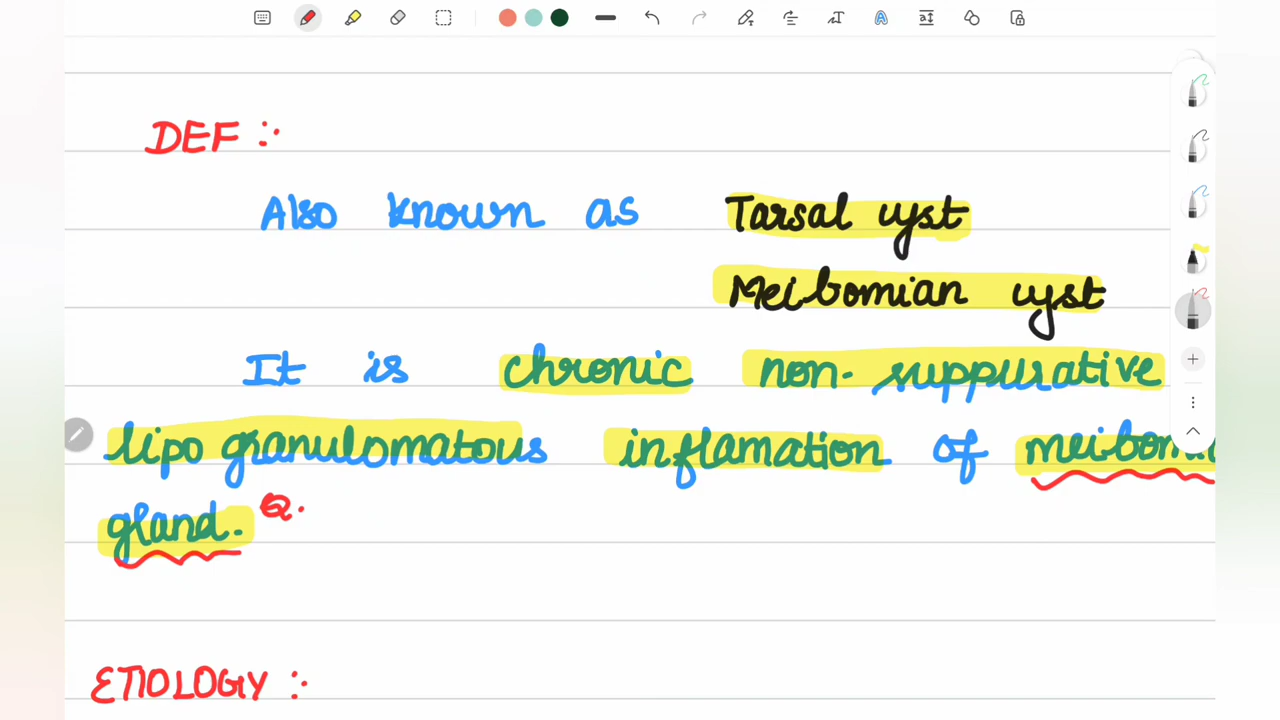 DEF :-
Also known as Tarsal cyst
Meibomian cyst
It is chronic non-suppurative
lipo granulomatous inflamation of meibomi
gland. Q.
ETIOLOGY :-